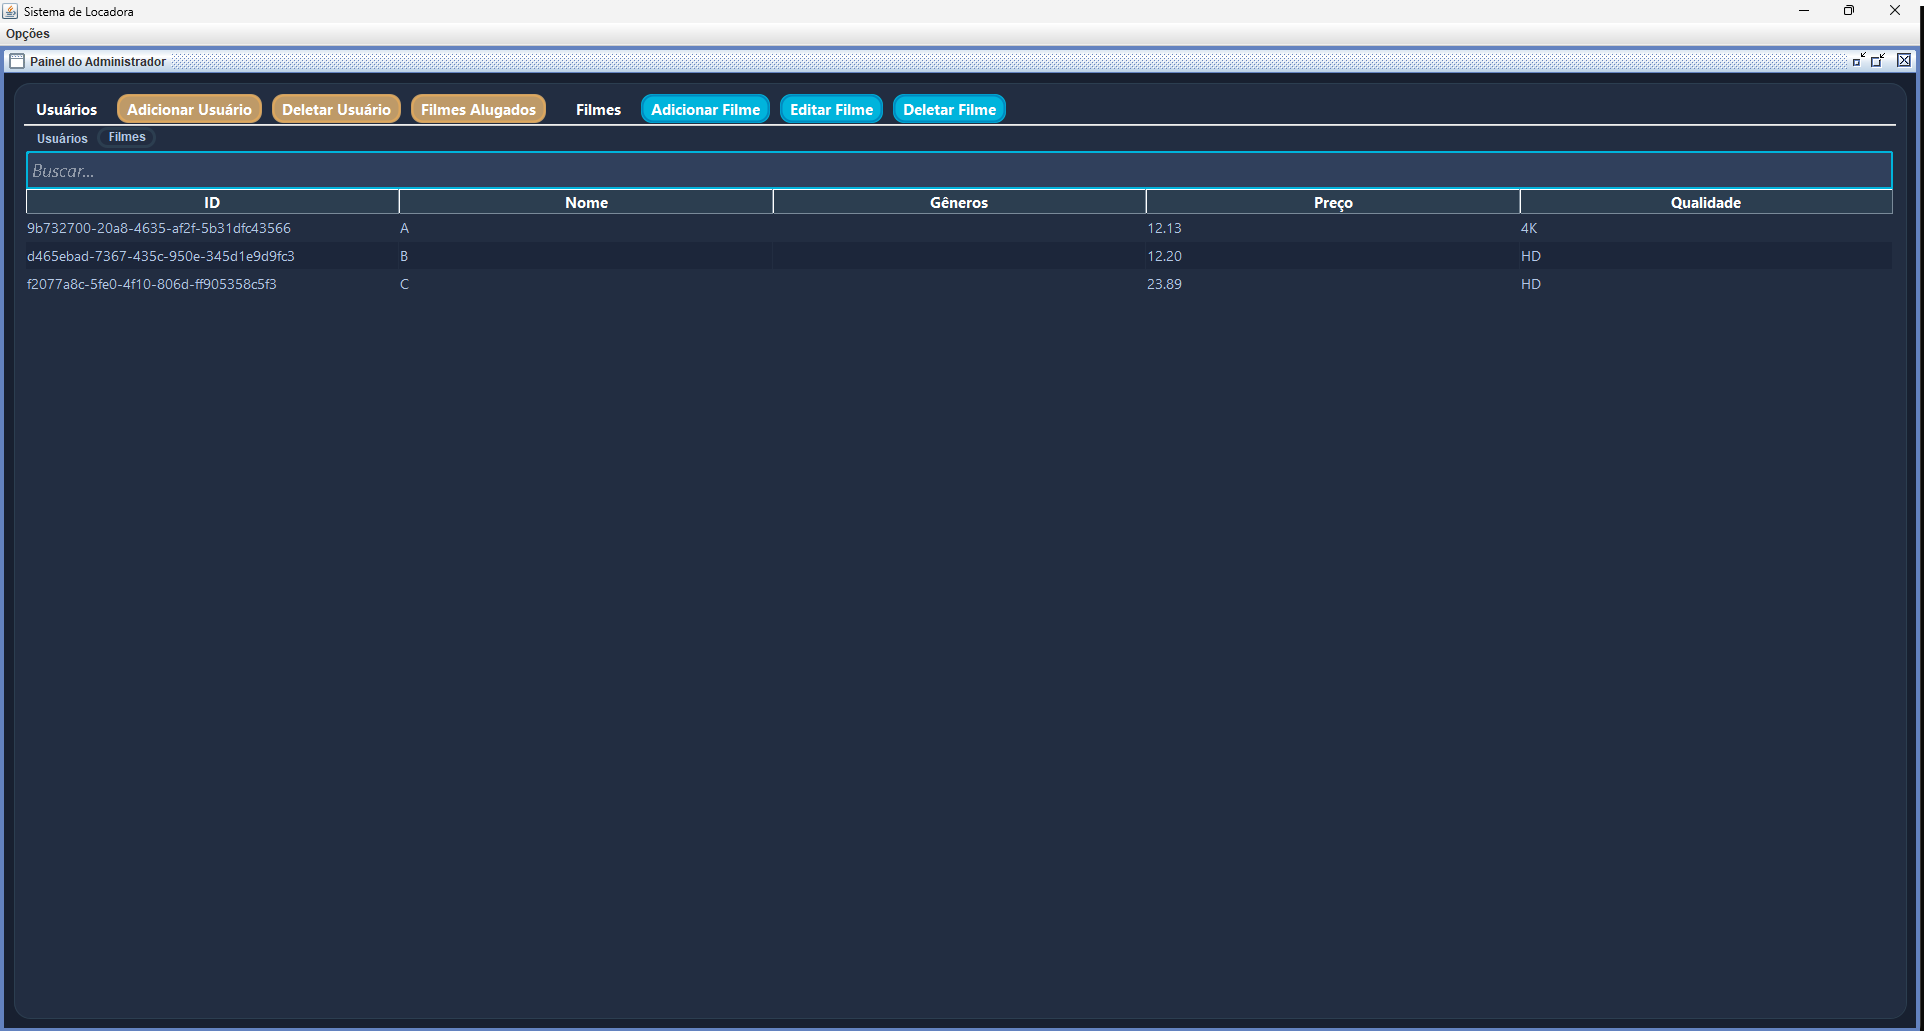 Sistema de Locadora
Opções
Painel do Administrador
Usuários Adicionar Usuário Deletar Usuário Filmes Alugados Filmes Adicionar Filme Editar Filme Deletar Filme
Usuários Filmes
Buscar...
ID Nome Gêneros Preço Qualidade
9b732700-20a8-4635-af2f-5b31dfc43566 A 12.13 4K
d465ebad-7367-435c-950e-345d1e9d9fc3 B 12.20 HD
f2077a8c-5fe0-4f10-806d-ff905358c5f3 C 23.89 HD